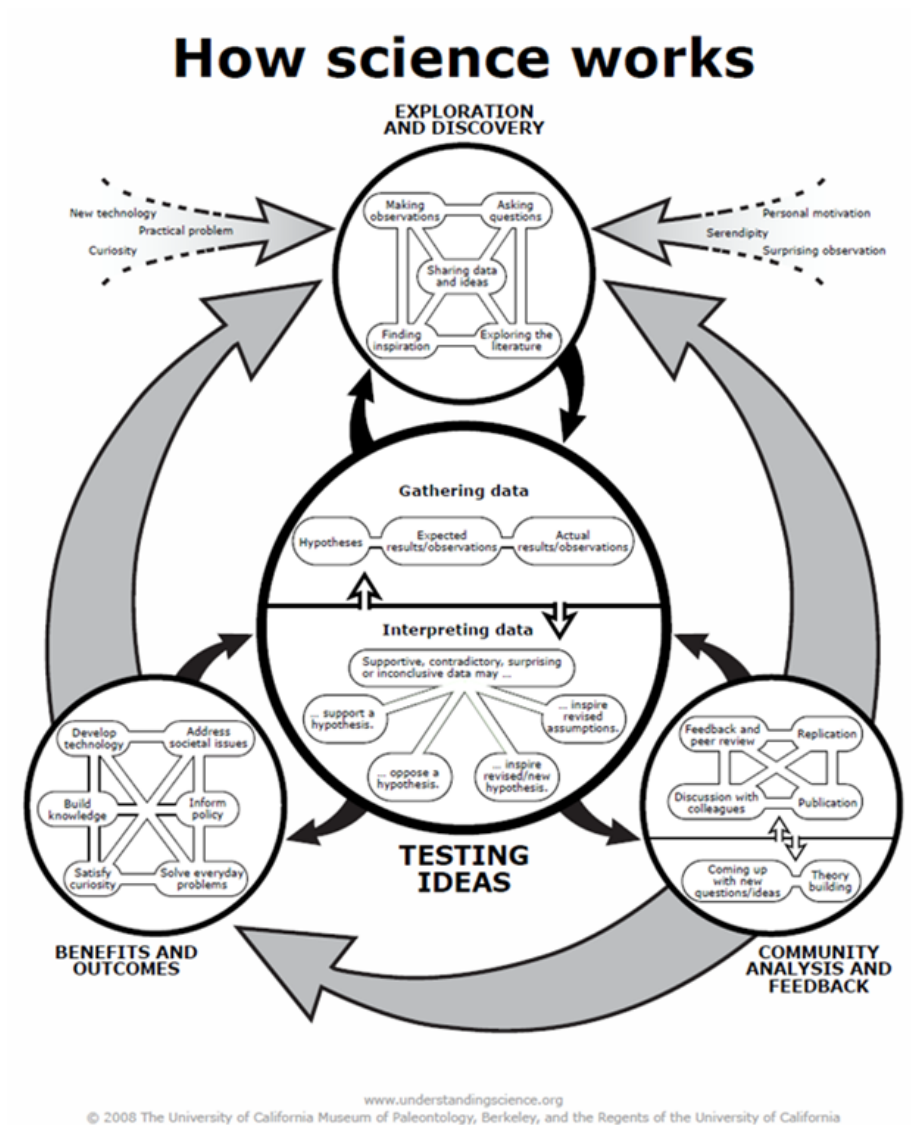 How science works
EXPLORATION
AND DISCOVERY
Making
observations
Asking
questions
Sharing data
and ideas
Finding
inspiration
Exploring the
literature
New technology
Practical problem
Curiosity
Personal motivation
Serendipity
Surprising observation
Gathering data
Hypotheses
Expected
results/observations
Actual
results/observations
Interpreting data
Supportive, contradictory, surprising
or inconclusive data may ...
... support a
hypothesis.
... oppose a
hypothesis.
... inspire
revised/new
hypothesis.
... inspire
revised
assumptions.
TESTING
IDEAS
Develop
technology
Address
societal issues
Build
knowledge
Inform
policy
Satisfy
curiosity
Solve everyday
problems
BENEFITS AND
OUTCOMES
Feedback and
peer review
Replication
Discussion with
colleagues
Publication
Coming up
with new
questions/ideas
Theory
building
COMMUNITY
ANALYSIS AND
FEEDBACK
www.understandingscience.org
© 2008 The University of California Museum of Paleontology, Berkeley, and the Regents of the University of California